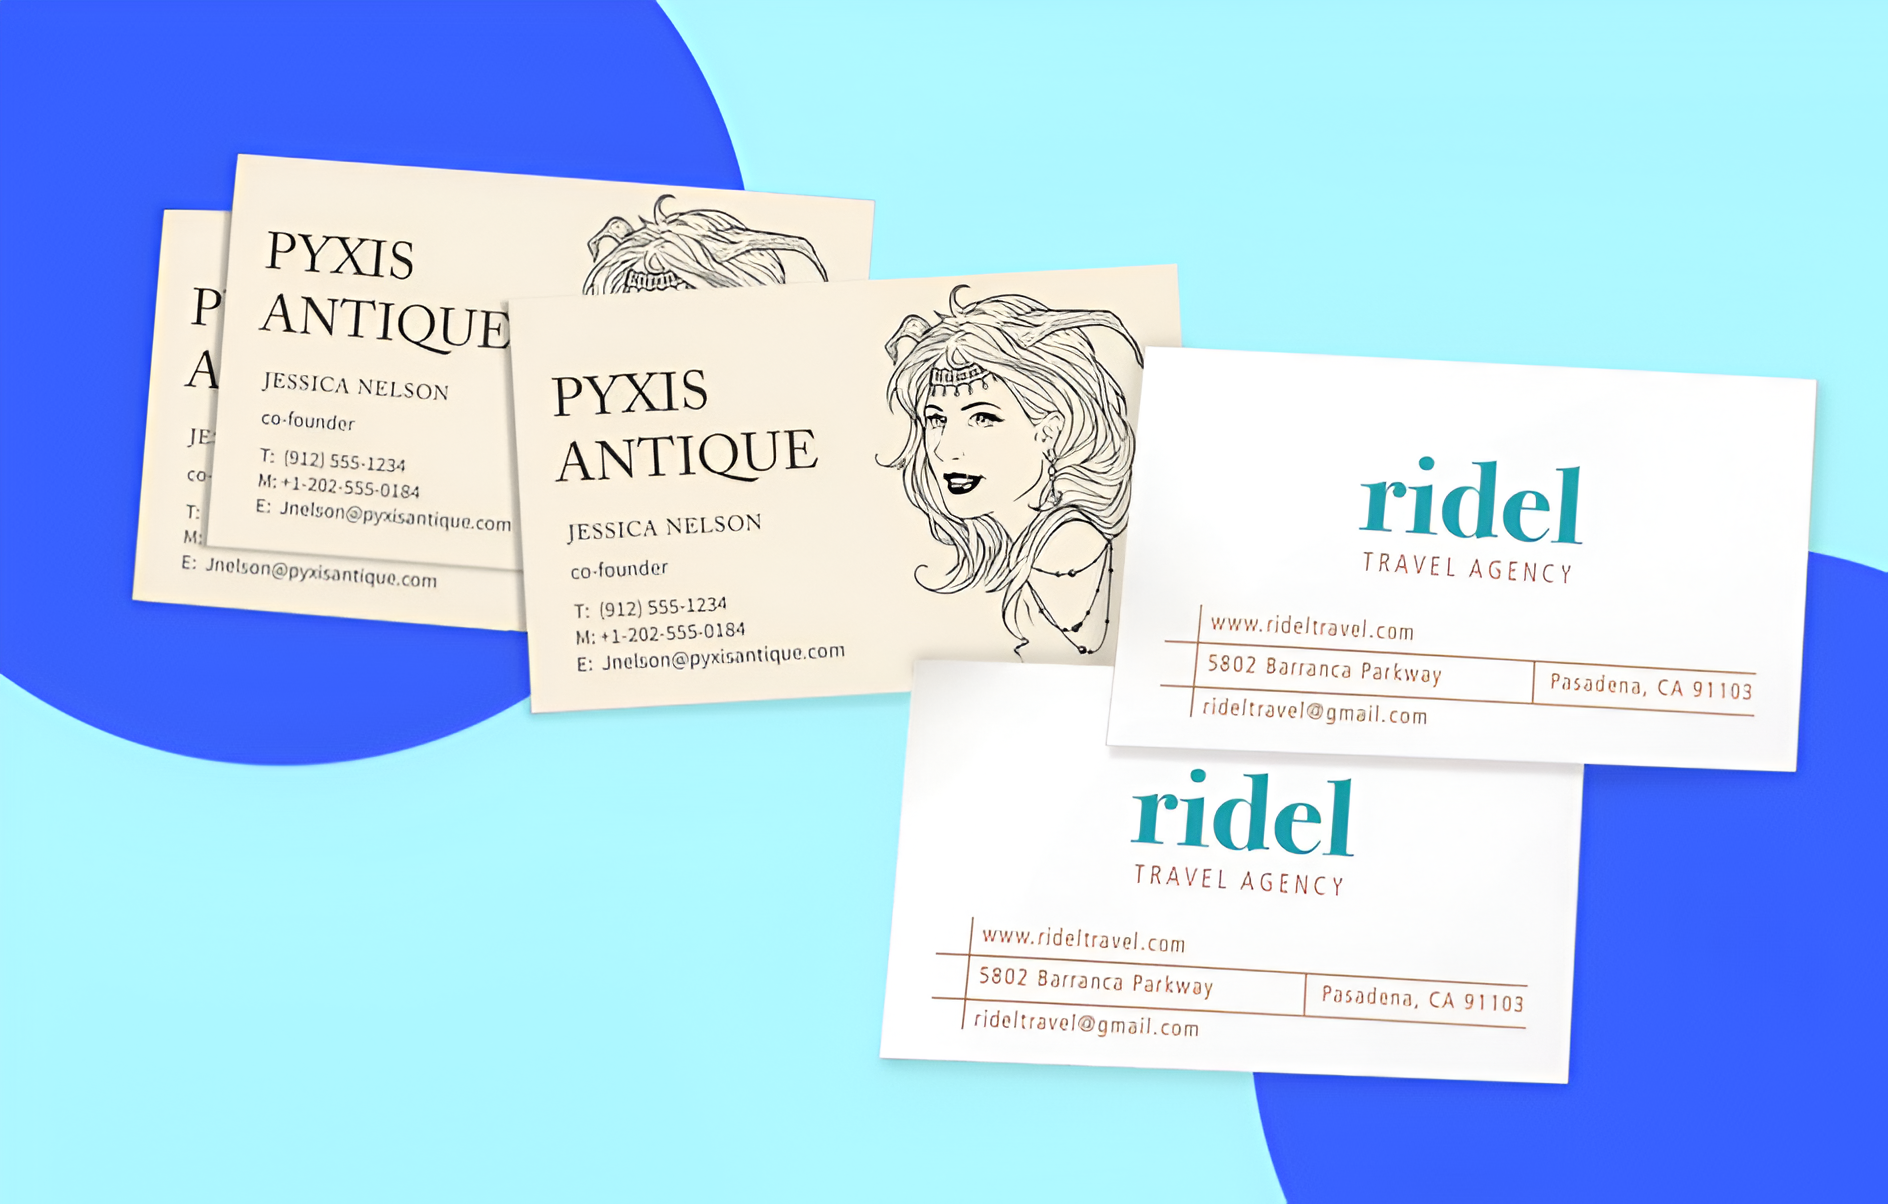 PYXIS
ANTIQUE
JESSICA NELSON
co-founder
T: (912) 555-1234
M: +1-202-555-0184
E: Jnelson@pyxisantique.com
P
A
JE
co-
T:
M:
E: Jnelson@pyxisantique.com
PYXIS
ANTIQUE
JESSICA NELSON
co-founder
T: (912) 555-1234
M: +1-202-555-0184
E: Jnelson@pyxisantique.com
ridel
TRAVEL AGENCY
www.rideltravel.com
5802 Barranca Parkway Pasadena, CA 91103
rideltravel@gmail.com
ridel
TRAVEL AGENCY
www.rideltravel.com
5802 Barranca Parkway Pasadena, CA 91103
rideltravel@gmail.com